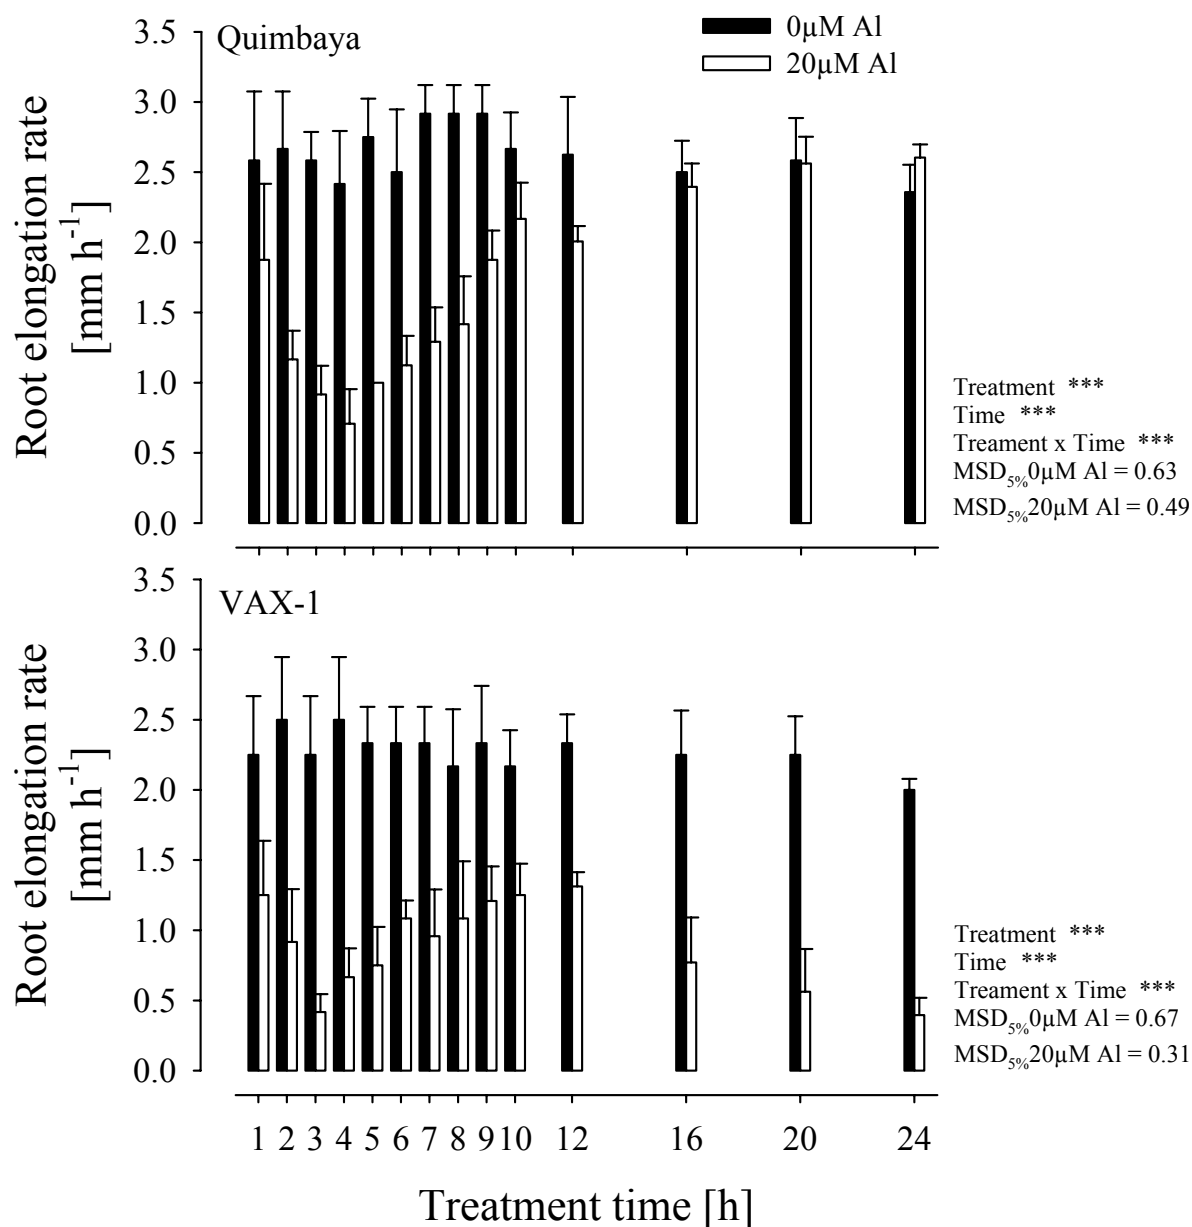 Quimbaya
0µM Al
20µM Al
Root elongation rate
[mm h⁻¹]
3.5
3.0
2.5
2.0
1.5
1.0
0.5
0.0
Treatment ***
Time ***
Treament x Time ***
MSD5%0µM Al = 0.63
MSD5%20µM Al = 0.49
VAX-1
Root elongation rate
[mm h⁻¹]
3.5
3.0
2.5
2.0
1.5
1.0
0.5
0.0
Treatment ***
Time ***
Treament x Time ***
MSD5%0µM Al = 0.67
MSD5%20µM Al = 0.31
1 2 3 4 5 6 7 8 9 10 12 16 20 24
Treatment time [h]